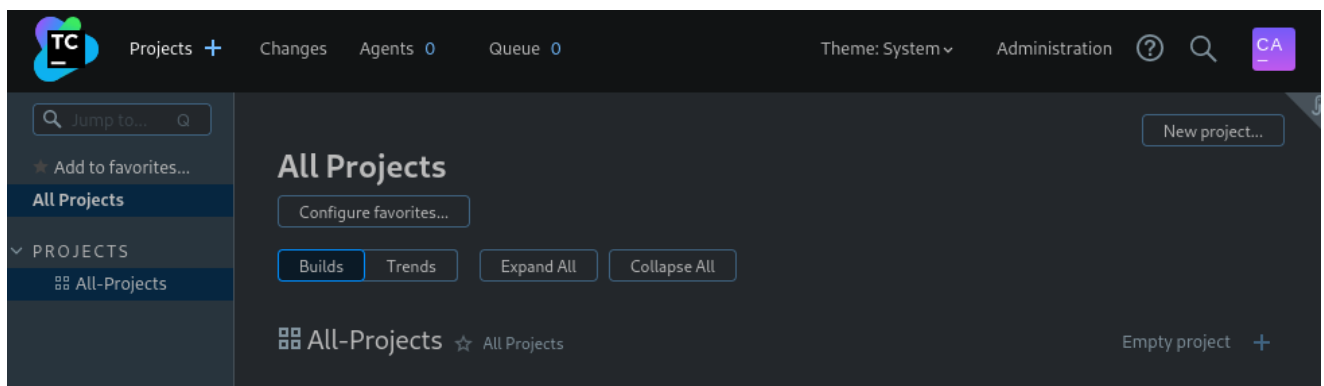 TC
Projects +
Changes
Agents 0
Queue 0
Theme: System
Administration
?
CA
Jump to... Q
Add to favorites...
All Projects
PROJECTS
All-Projects
New project...
All Projects
Configure favorites...
Builds
Trends
Expand All
Collapse All
All-Projects
All Projects
Empty project +